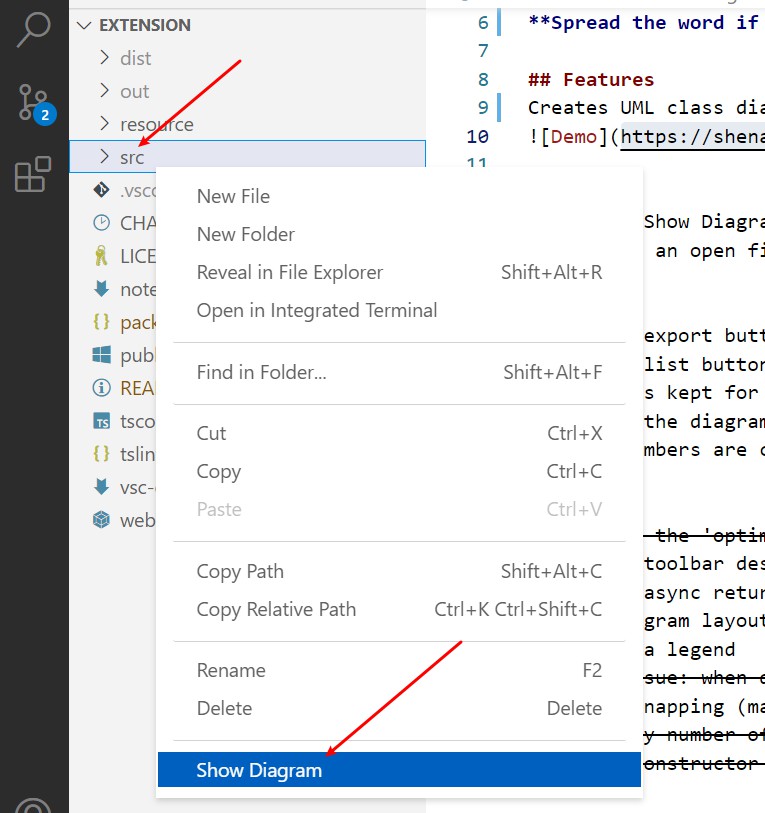 EXTENSION
dist
out
resource
src
.vsc
CHA
LICE
note
pack
publ
REA
tsco
tslin
vsc-
web
2
New File
New Folder
Reveal in File Explorer Shift+Alt+R
Open in Integrated Terminal
Find in Folder... Shift+Alt+F
Cut Ctrl+X
Copy Ctrl+C
Paste Ctrl+V
Copy Path Shift+Alt+C
Copy Relative Path Ctrl+K Ctrl+Shift+C
Rename F2
Delete Delete
Show Diagram
6 **Spread the word if
7
8 ## Features
9 Creates UML class dia
10 ![Demo](https://shena
11
Show Diagra
an open fi
export butt
list button
s kept for
the diagram
mbers are
the 'optim
toolbar des
async retur
gram layout
a legend
sue: when
napping (ma
y number of
onstructor